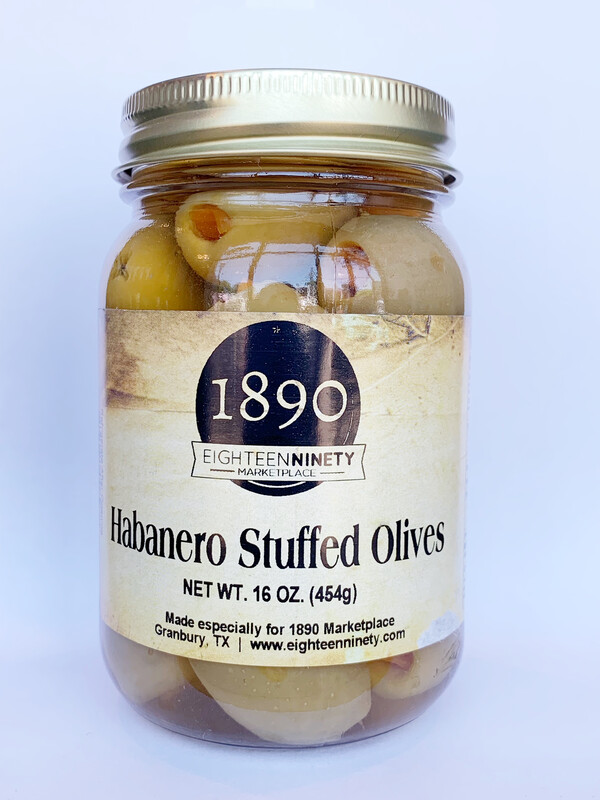 1890
EIGHTEENNINETY
MARKETPLACE
Habanero Stuffed Olives
NET WT. 16 OZ. (454g)
Made especially for 1890 Marketplace
Granbury, TX | www.eighteenninety.com